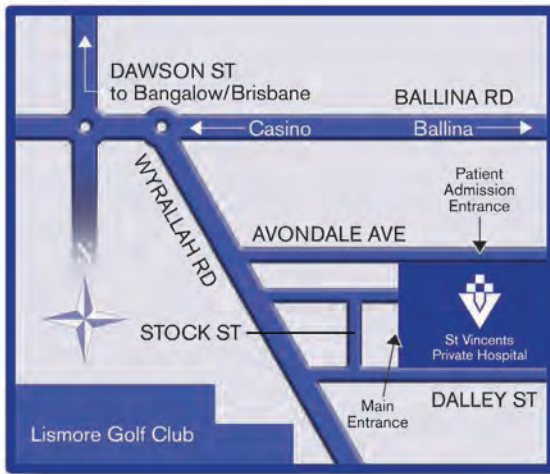 DAWSON ST
to Bangalow/Brisbane
BALLINA RD
Casino
Ballina
WYRALLAH RD
Patient
Admission
Entrance
AVONDALE AVE
N
STOCK ST
St Vincents
Private Hospital
Main
Entrance
DALLEY ST
Lismore Golf Club